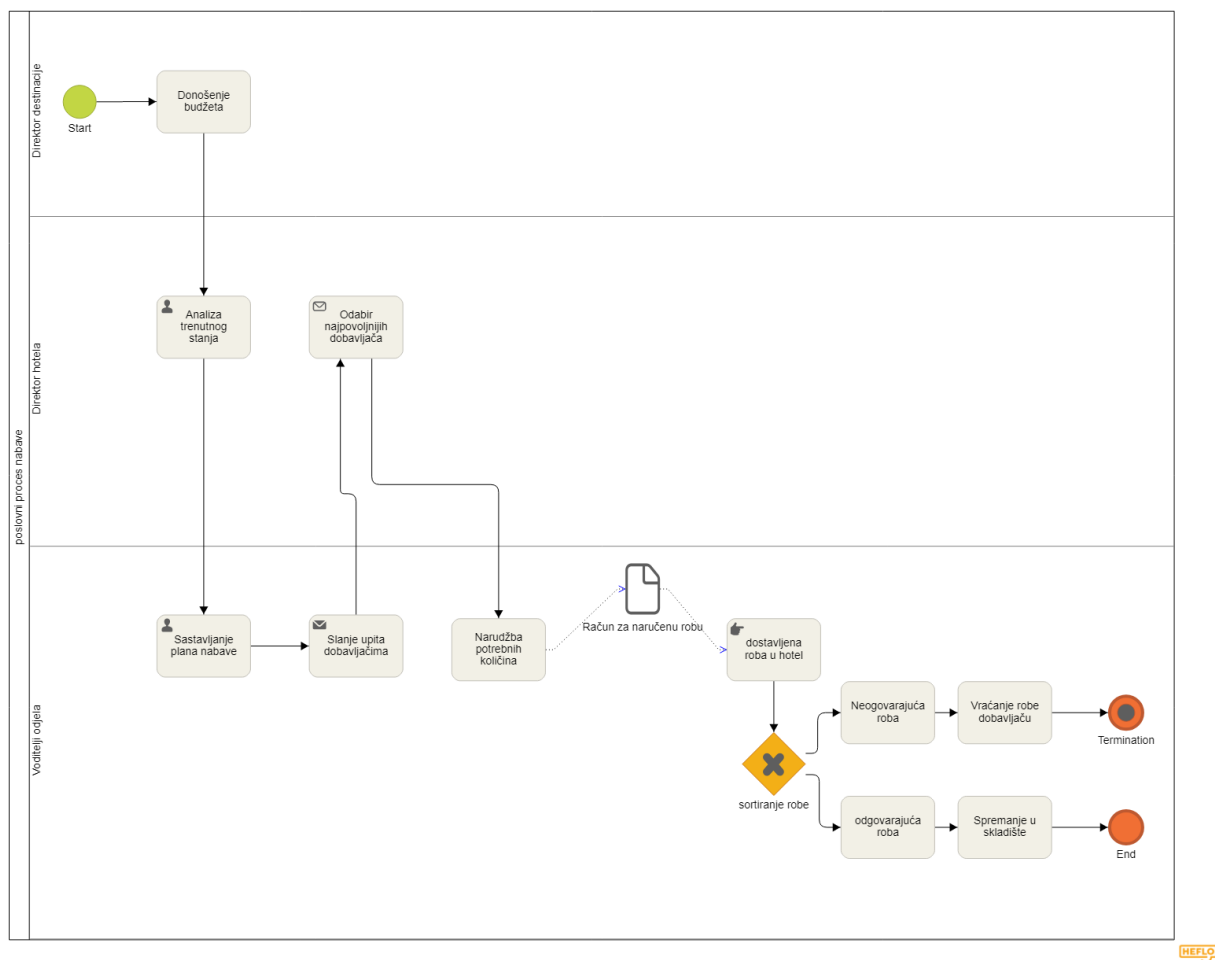 poslovni proces nabave
Direktor destinacije
Start
Donošenje
budžeta
Direktor hotela
Analiza
trenutnog
stanja
Odabir
najpovoljnijih
dobavljača
Voditelji odjela
Sastavljanje
plana nabave
Slanje upita
dobavljačima
Narudžba
potrebnih
količina
Račun za naručenu robu
dostavljena
roba u hotel
sortiranje robe
Neogovarajuća
roba
Vraćanje robe
dobavljaču
Termination
odgovarajuća
roba
Spremanje u
skladište
End
HEFLO